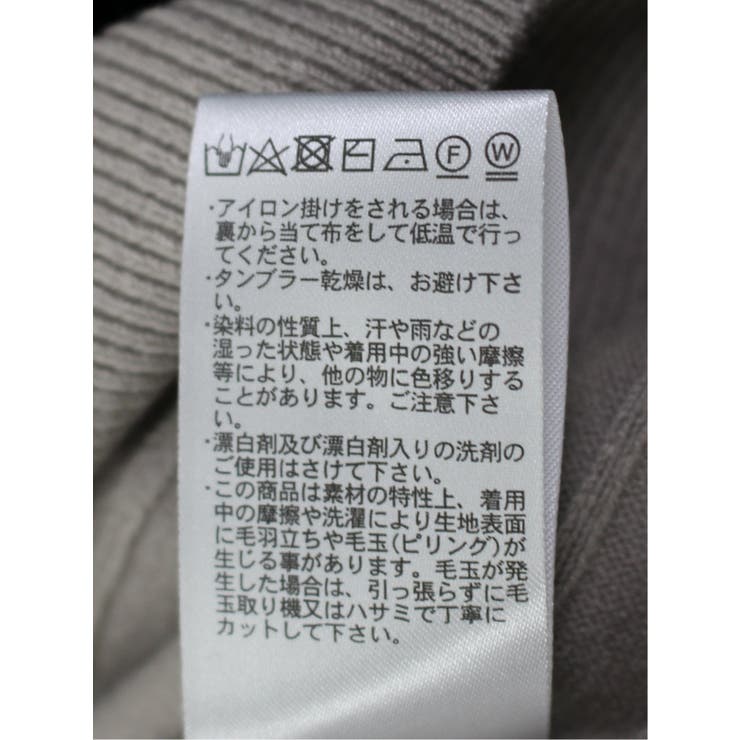 F W
・アイロン掛けをされる場合は、
裏から当て布をして低温で行っ
てください。
・タンブラー乾燥は、お避け下さ
い。
・染料の性質上、汗や雨などの
湿った状態や着用中の強い摩擦
等により、他の物に色移りする
ことがあります。ご注意下さ
い。
・漂白剤及び漂白剤入りの洗剤の
ご使用はさけて下さい。
・この商品は素材の特性上、着用
中の摩擦や洗濯により生地表面
に毛羽立ちや毛玉(ピリング)が
生じる事があります。毛玉が発
生した場合は、引っ張らずに毛
玉取り機又はハサミで丁寧に
カットして下さい。